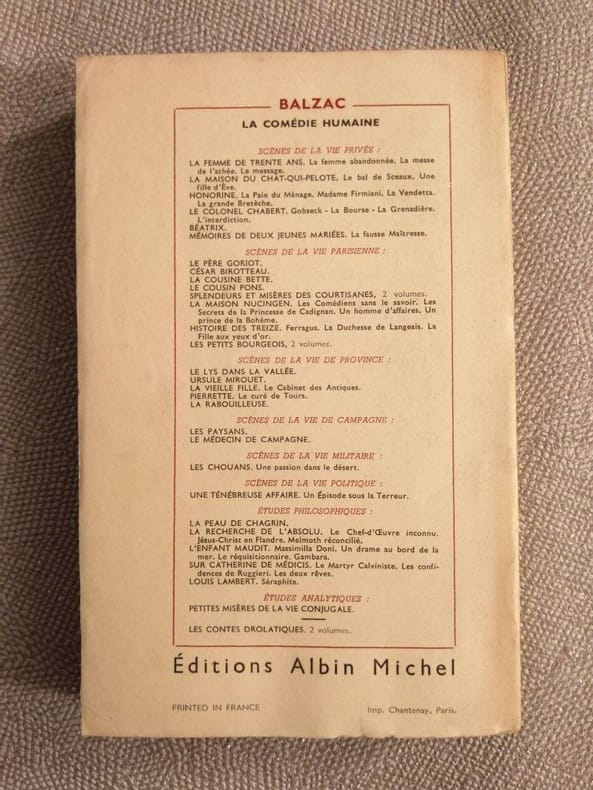 BALZAC
LA COMÉDIE HUMAINE
SCÈNES DE LA VIE PRIVÉE :
LA FEMME DE TRENTE ANS. La femme abandonnée. La messe
de l'athée. Le message.
LA MAISON DU CHAT-QUI-PELOTE. Le bal de Sceaux. Une
fille d'Ève.
HONORINE. La Paix du Ménage. Madame Firmiani. La Vendetta.
La grande Bretèche.
LE COLONEL CHABERT. Gobseck - La Bourse - La Grenadière.
L'interdiction.
BÉATRIX.
MÉMOIRES DE DEUX JEUNES MARIÉES. La fausse Maîtresse.
SCÈNES DE LA VIE PARISIENNE :
LE PÈRE GORIOT.
CÉSAR BIROTTEAU.
LA COUSINE BETTE.
LE COUSIN PONS.
SPLENDEURS ET MISÈRES DES COURTISANES, 2 volumes.
LA MAISON NUCINGEN. Les Comédiens sans le savoir. Les
Secrets de la Princesse de Cadignan. Un homme d'affaires. Un
prince de la Bohême.
HISTOIRE DES TREIZE. Ferragus. La Duchesse de Langeais. La
Fille aux yeux d'or.
LES PETITS BOURGEOIS, 2 volumes.
SCÈNES DE LA VIE DE PROVINCE :
LE LYS DANS LA VALLÉE.
URSULE MIROUET.
LA VIEILLE FILLE. Le Cabinet des Antiques.
PIERRETTE. Le curé de Tours.
LA RABOUILLEUSE.
SCÈNES DE LA VIE DE CAMPAGNE :
LES PAYSANS.
LE MÉDECIN DE CAMPAGNE.
SCÈNES DE LA VIE MILITAIRE :
LES CHOUANS. Une passion dans le désert.
SCÈNES DE LA VIE POLITIQUE :
UNE TÉNÉBREUSE AFFAIRE. Un Épisode sous la Terreur.
ÉTUDES PHILOSOPHIQUES :
LA PEAU DE CHAGRIN.
LA RECHERCHE DE L'ABSOLU. Le Chef-d'Œuvre inconnu.
Jésus-Christ en Flandre. Melmoth réconcilié.
L'ENFANT MAUDIT. Massimilla Doni. Un drame au bord de la
mer. Le réquisitionnaire. Gambara.
SUR CATHERINE DE MÉDICIS. Le Martyr Calviniste. Les confi-
dences de Ruggieri. Les deux rêves.
LOUIS LAMBERT. Séraphita.
ÉTUDES ANALYTIQUES :
PETITES MISÈRES DE LA VIE CONJUGALE.
LES CONTES DROLATIQUES. 2 volumes.
Éditions Albin Michel
PRINTED IN FRANCE
Imp. Chantenay, Paris.